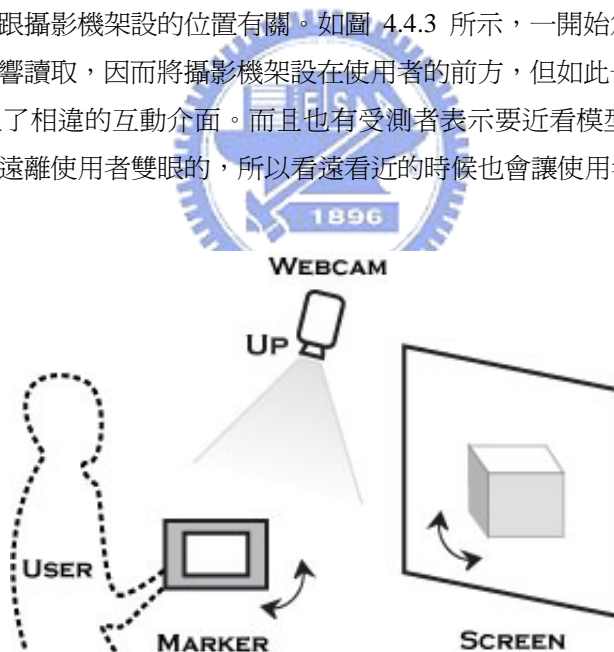 跟攝影機架設的位置有關。如圖 4.4.3 所示，一開始
響讀取，因而將攝影機架設在使用者的前方，但如此
了相違的互動介面。而且也有受測者表示要近看模型
遠離使用者雙眼的，所以看遠看近的時候也會讓使用
1896
WEBCAM
UP
USER
MARKER
SCREEN